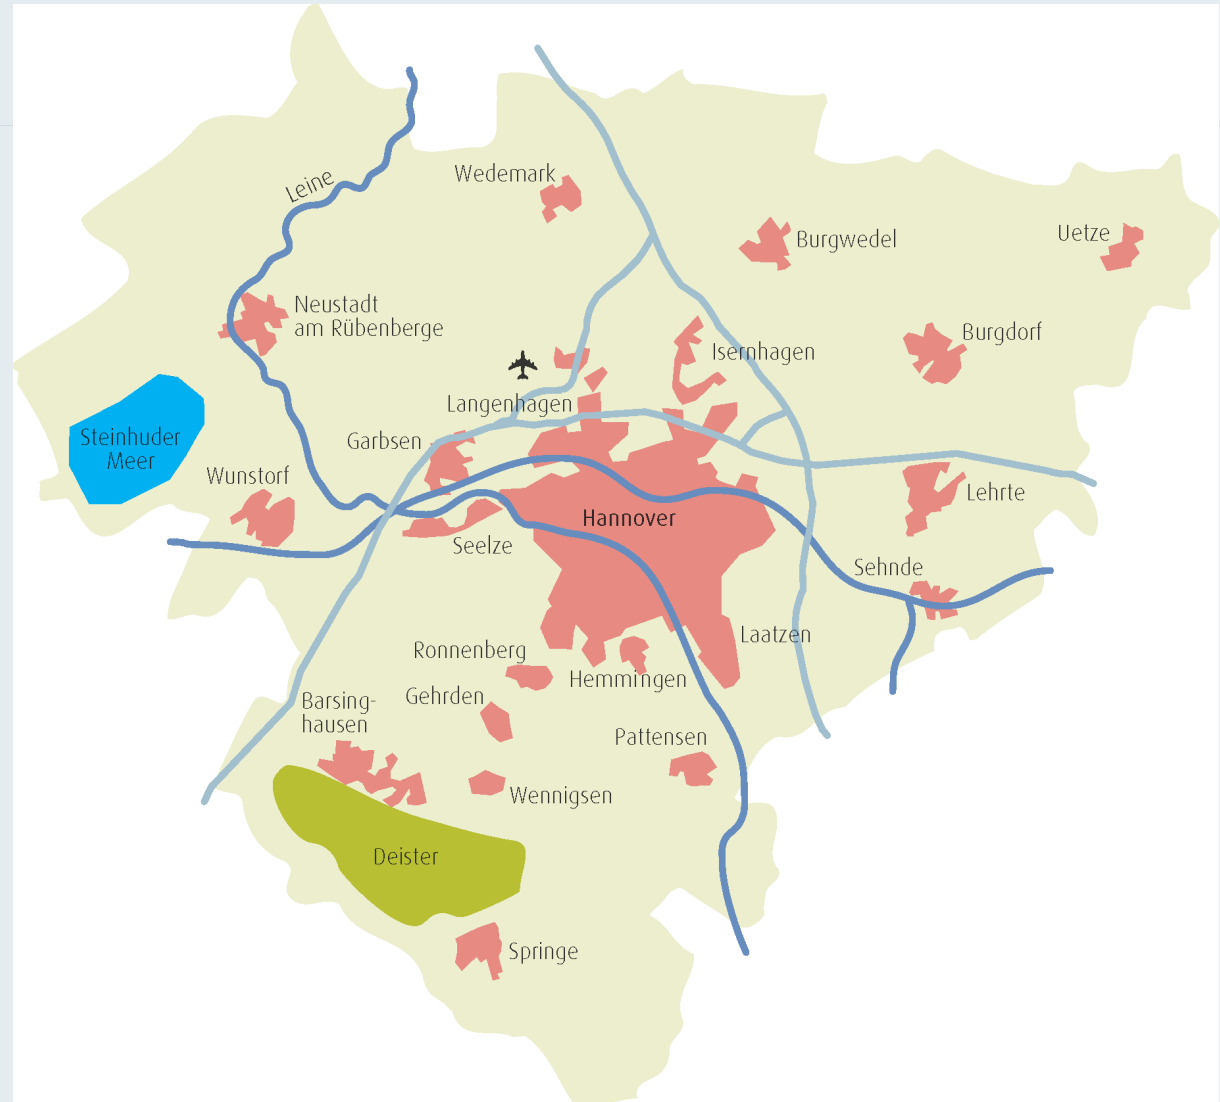 Wedemark
Leine
Burgwedel
Uetze
Neustadt
am Rübenberge
Burgdorf
Isernhagen
Langenhagen
Steinhuder
Meer
Garbsen
Wunstorf
Lehrte
Hannover
Seelze
Sehnde
Laatzen
Ronnenberg
Hemmingen
Gehrden
Barsing-
hausen
Pattensen
Wennigsen
Deister
Springe